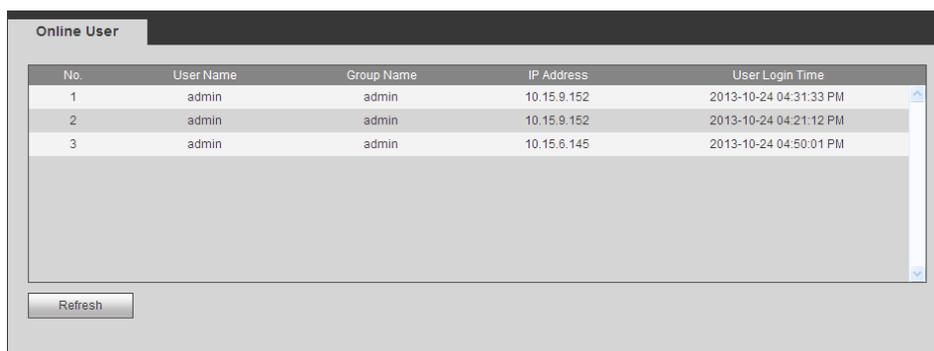 Online User
No. User Name Group Name IP Address User Login Time
1 admin admin 10.15.9.152 2013-10-24 04:31:33 PM
2 admin admin 10.15.9.152 2013-10-24 04:21:12 PM
3 admin admin 10.15.6.145 2013-10-24 04:50:01 PM
Refresh